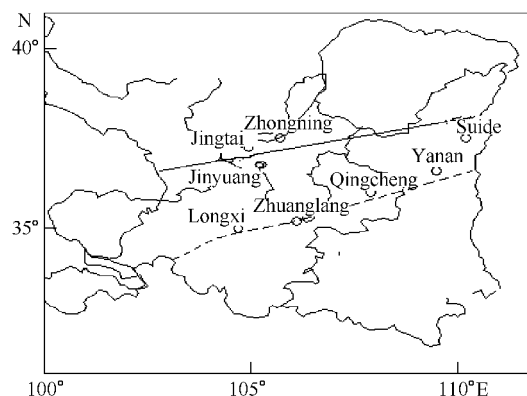 N
40°
Zhongning
Suide
Jingtai
Yanan
Jinyuang
Qingcheng
Zhuanglang
Longxi
35°
100°
105°
110°E